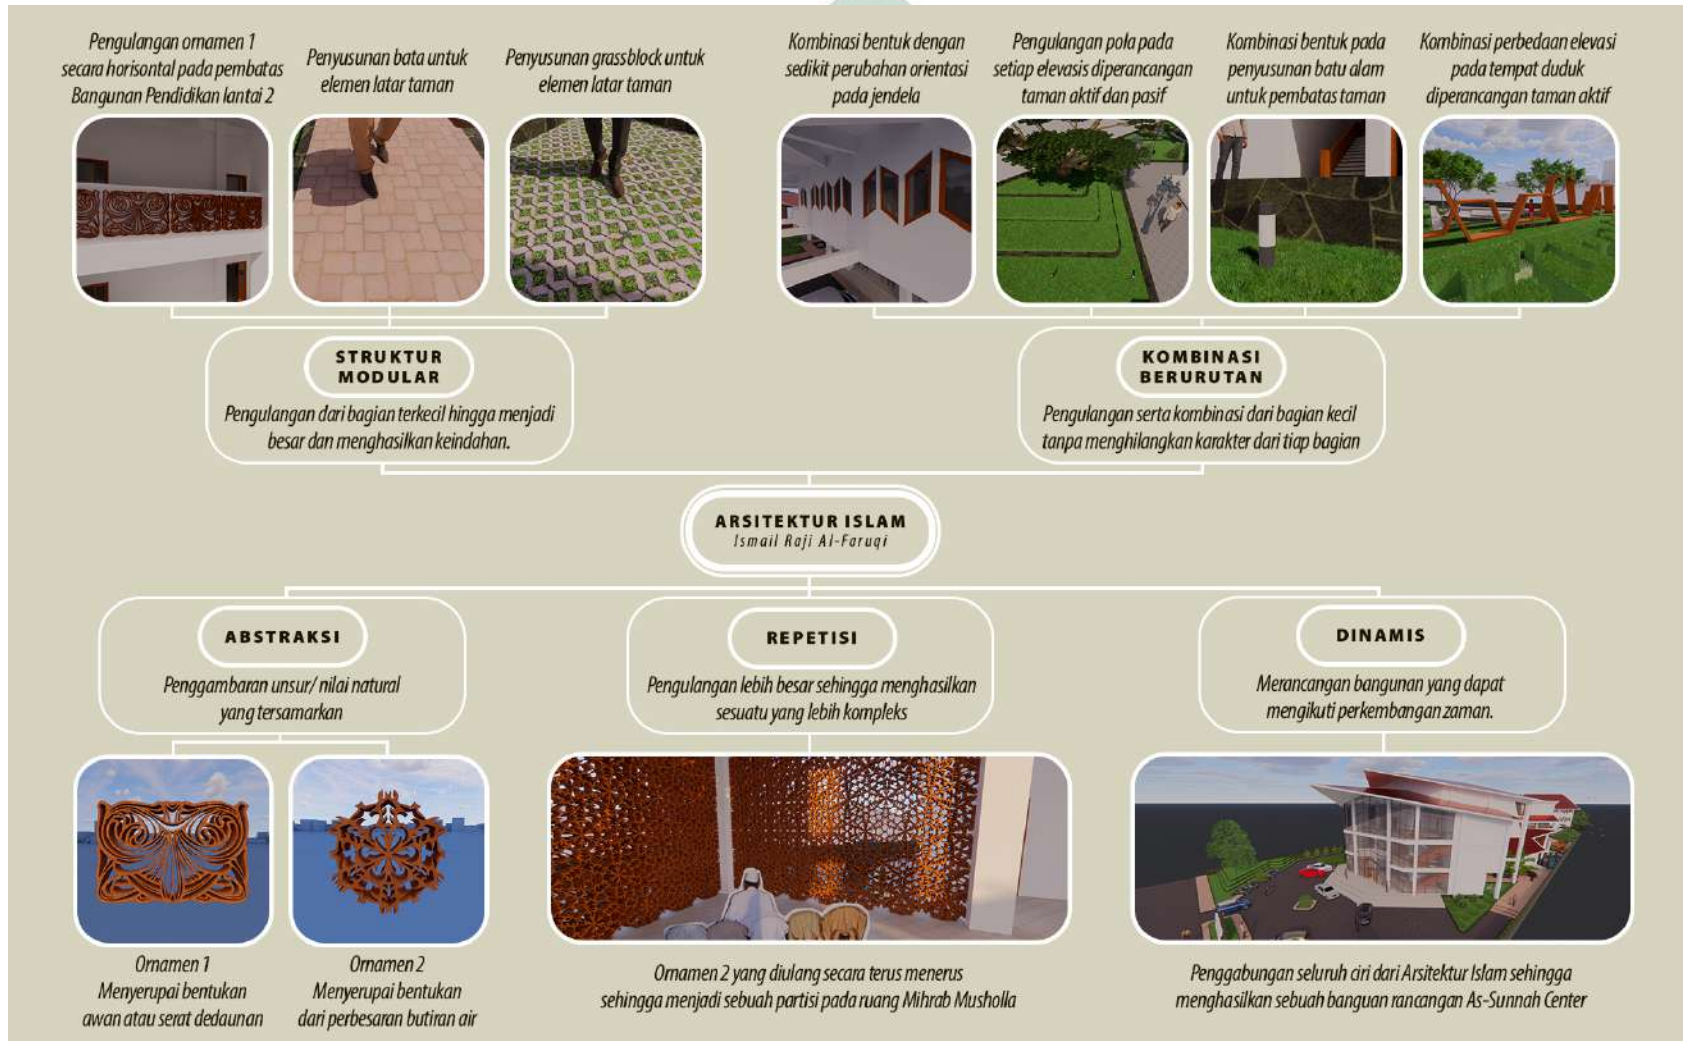 Pengulangan ornamen 1
secara horisontal pada pembatas
Bangunan Pendidikan lantai 2
Penyusunan bata untuk
elemen latar taman
Penyusunan grassblock untuk
elemen latar taman
Kombinasi bentuk dengan
sedikit perubahan orientasi
pada jendela
Pengulangan pola pada
setiap elevasis diperancangan
taman aktif dan pasif
Kombinasi bentuk pada
penyusunan batu alam
untuk pembatas taman
Kombinasi perbedaan elevasi
pada tempat duduk
diperancangan taman aktif
STRUKTUR
MODULAR
Pengulangan dari bagian terkecil hingga menjadi
besar dan menghasilkan keindahan.
KOMBINASI
BERURUTAN
Pengulangan serta kombinasi dari bagian kecil
tanpa menghilangkan karakter dari tiap bagian
ARSITEKTUR ISLAM
Ismail Raji Al-Faruqi
ABSTRAKSI
Penggambaran unsur/ nilai natural
yang tersamarkan
REPETISI
Pengulangan lebih besar sehingga menghasilkan
sesuatu yang lebih kompleks
DINAMIS
Merancangan bangunan yang dapat
mengikuti perkembangan zaman.
Ornamen 1
Menyerupai bentukan
awan atau serat dedaunan
Ornamen 2
Menyerupai bentukan
dari perbesaran butiran air
Ornamen 2 yang diulang secara terus menerus
sehingga menjadi sebuah partisi pada ruang Mihrab Musholla
Penggabungan seluruh ciri dari Arsitektur Islam sehingga
menghasilkan sebuah banguan rancangan As-Sunnah Center